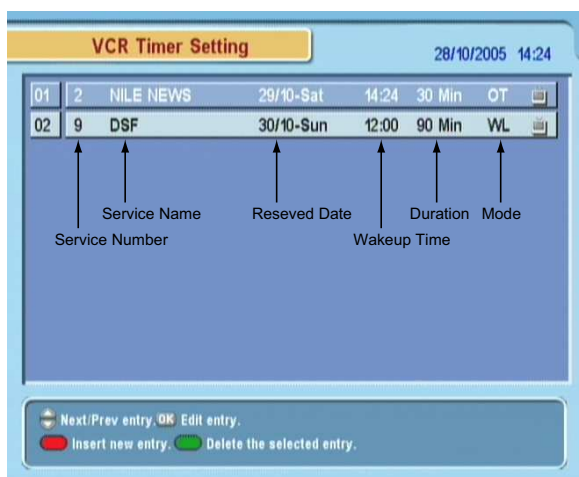 VCR Timer Setting
28/10/2005 14:24
01 2 NILE NEWS 29/10-Sat 14:24 30 Min OT
02 9 DSF 30/10-Sun 12:00 90 Min WL
Service Name Reseved Date Duration Mode
Service Number Wakeup Time
Next/Prev entry. OK Edit entry.
Insert new entry. Delete the selected entry.